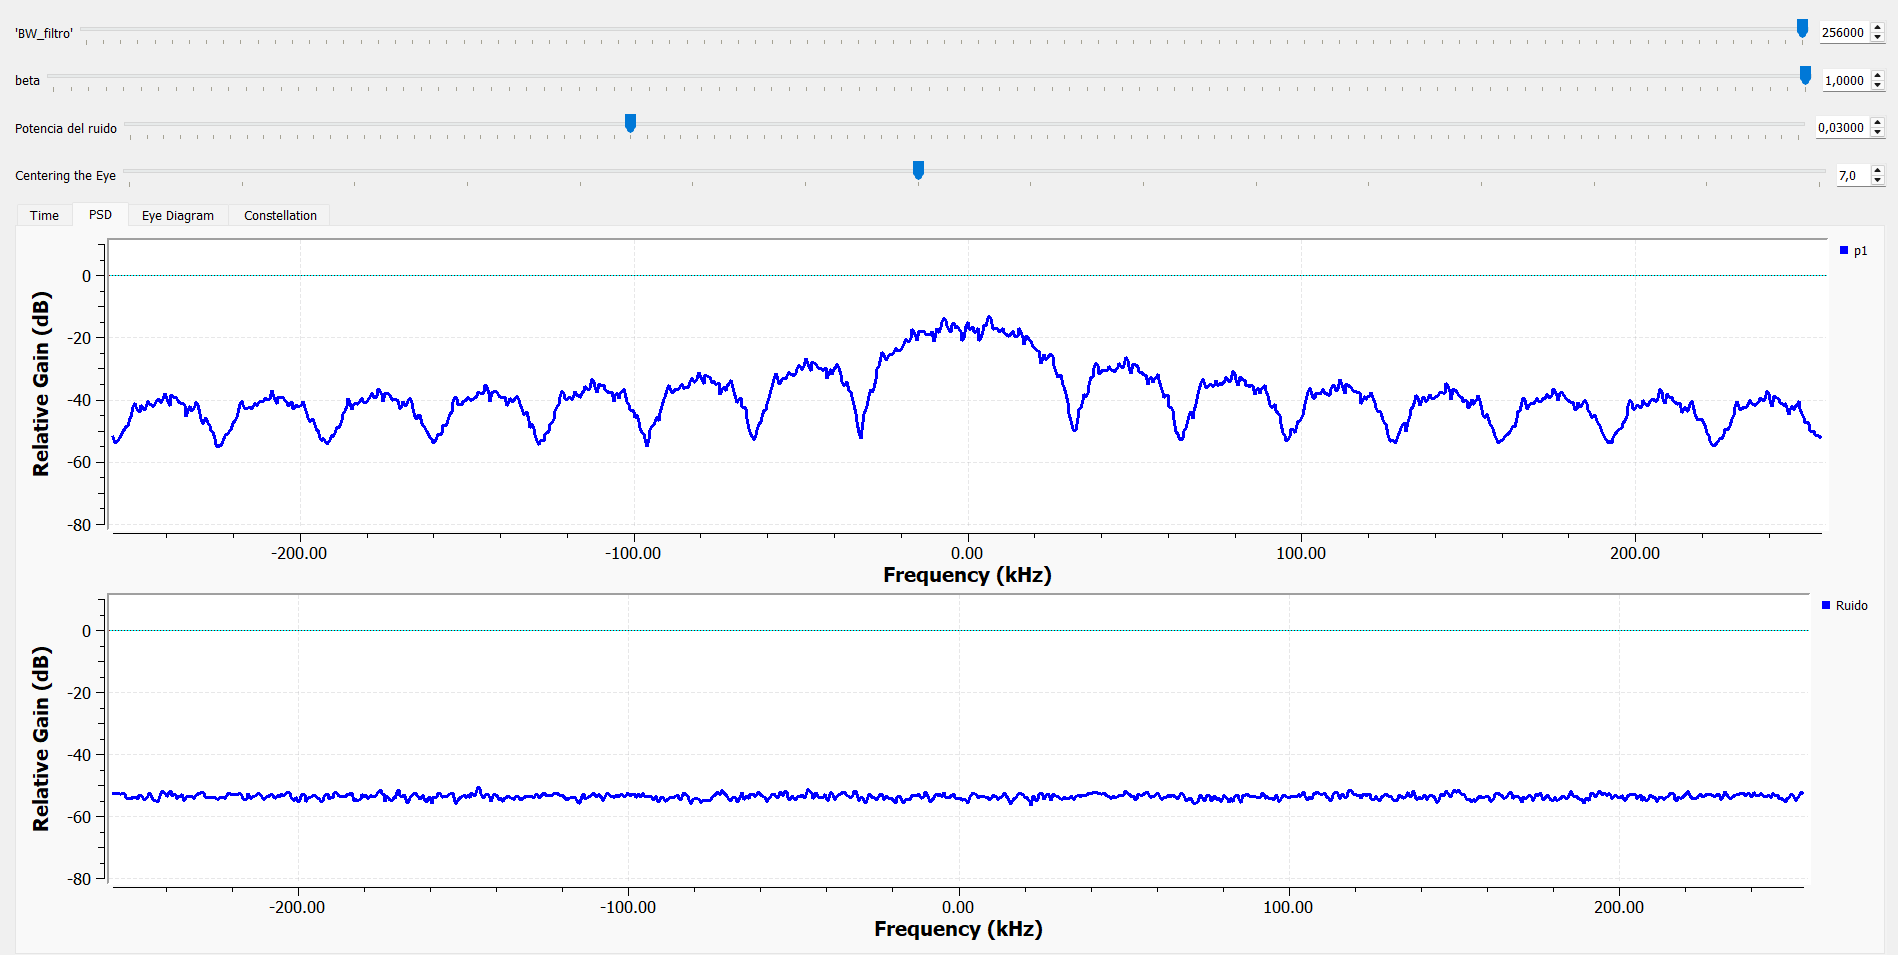 'BW_filtro' 256000
beta 1,0000
Potencia del ruido 0,03000
Centering the Eye 7,0
Time PSD Eye Diagram Constellation
p1
Relative Gain (dB)
0
-20
-40
-60
-80
-200.00 -100.00 0.00 100.00 200.00
Frequency (kHz)
Ruido
Relative Gain (dB)
0
-20
-40
-60
-80
-200.00 -100.00 0.00 100.00 200.00
Frequency (kHz)